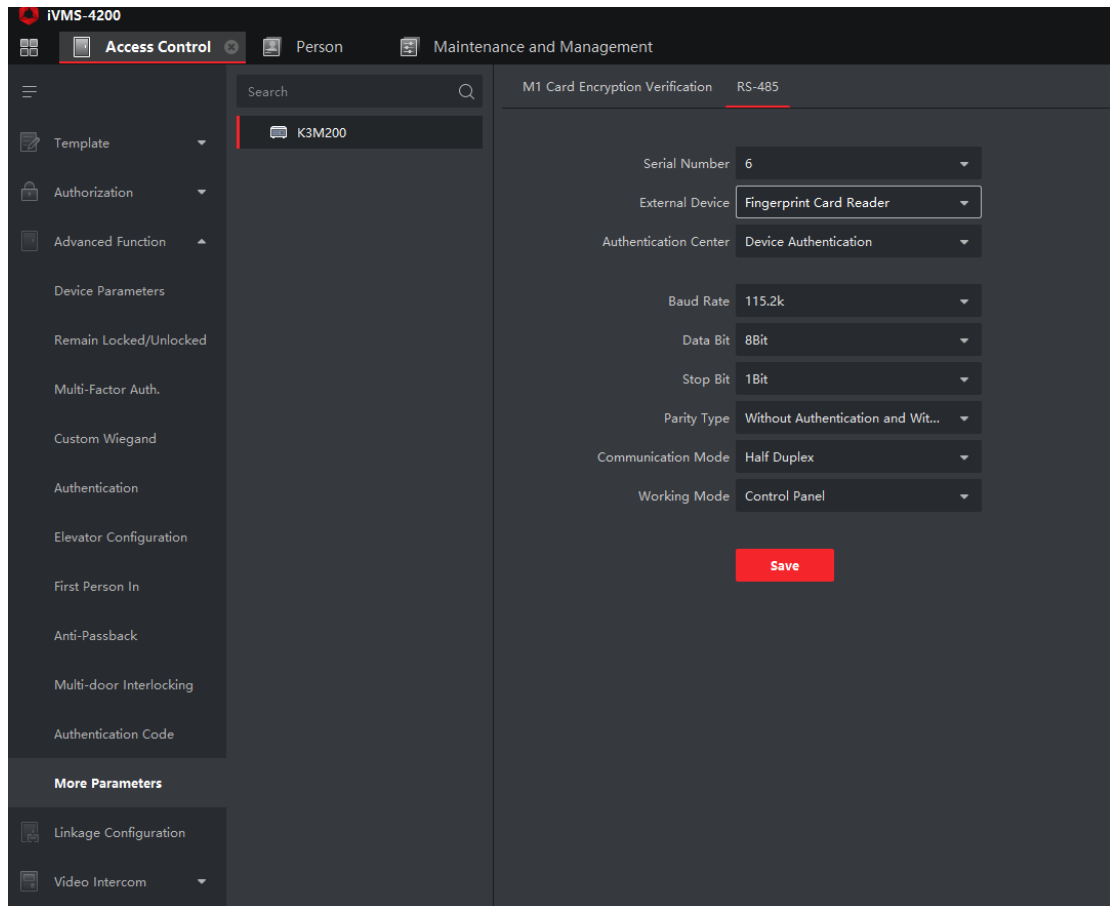 iVMS-4200
Access Control
Person
Maintenance and Management
Search
K3M200
Template
Authorization
Advanced Function
Device Parameters
Remain Locked/Unlocked
Multi-Factor Auth.
Custom Wiegand
Authentication
Elevator Configuration
First Person In
Anti-Passback
Multi-door Interlocking
Authentication Code
More Parameters
Linkage Configuration
Video Intercom
M1 Card Encryption Verification RS-485
Serial Number 6
External Device Fingerprint Card Reader
Authentication Center Device Authentication
Baud Rate 115.2k
Data Bit 8Bit
Stop Bit 1Bit
Parity Type Without Authentication and Wit...
Communication Mode Half Duplex
Working Mode Control Panel
Save